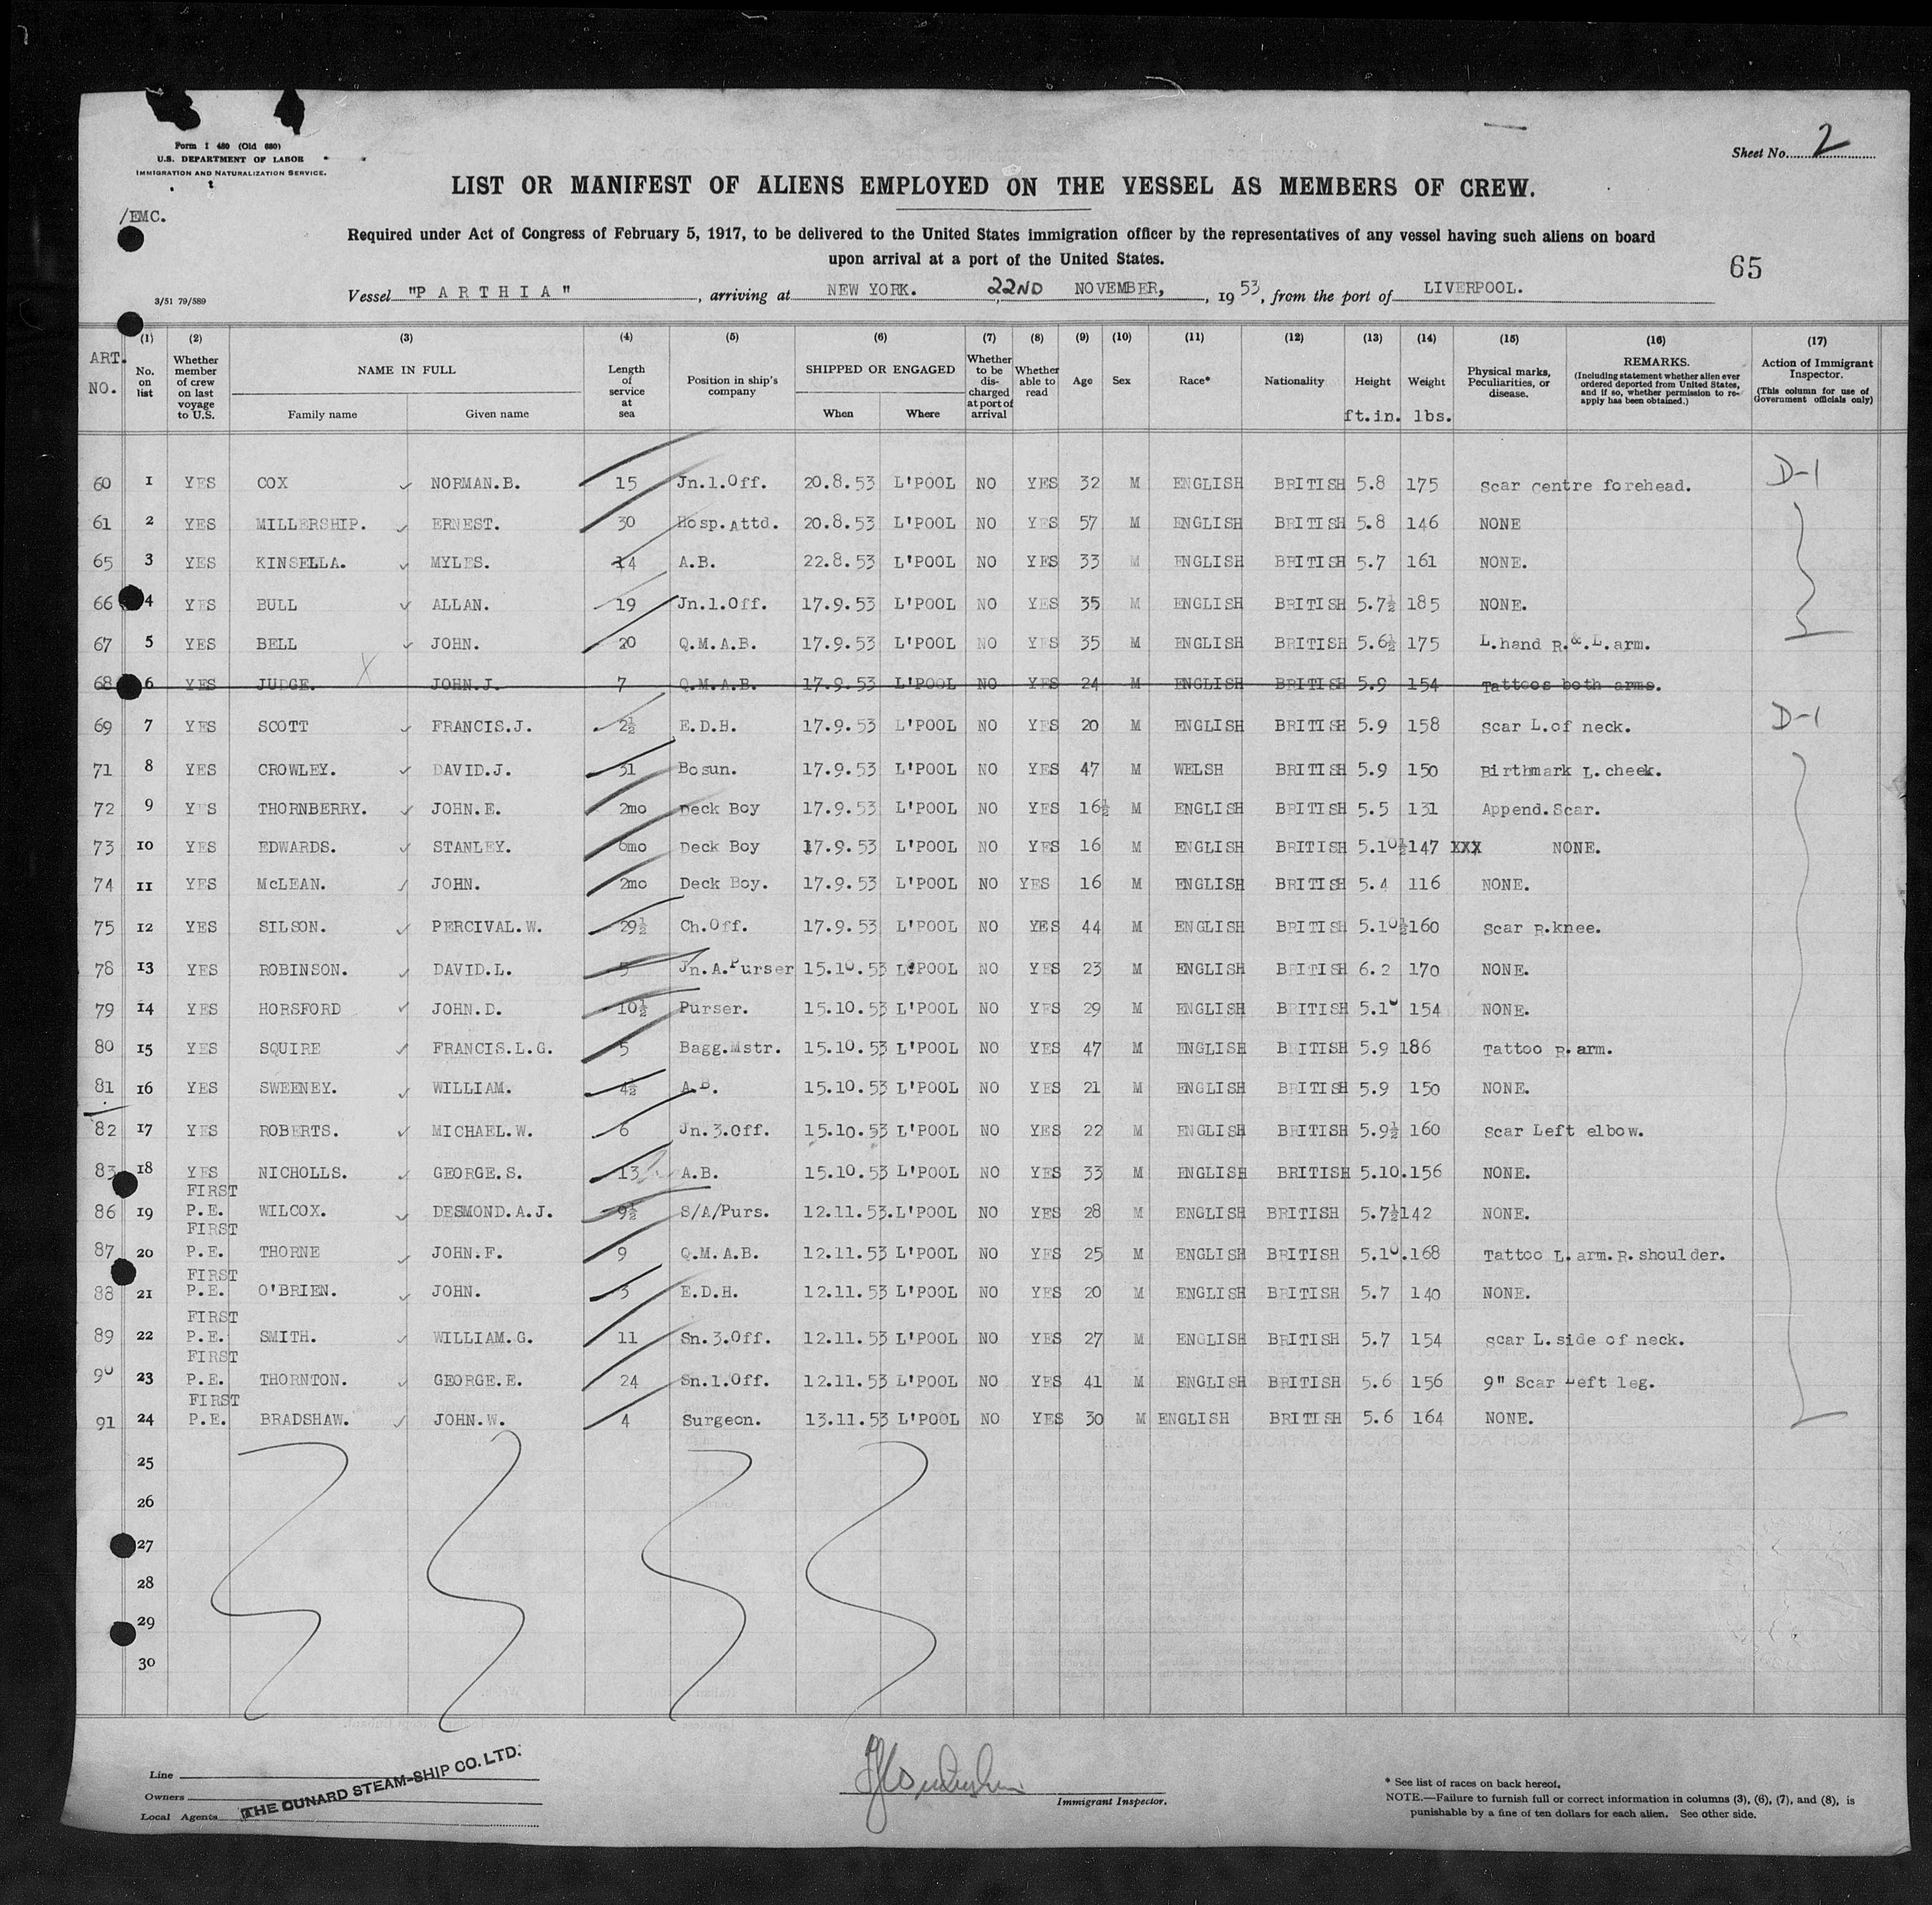 Form I 480 (Old 680)
U.S. DEPARTMENT OF LABOR
IMMIGRATION AND NATURALIZATION SERVICE.
Sheet No. 2
LIST OR MANIFEST OF ALIENS EMPLOYED ON THE VESSEL AS MEMBERS OF CREW.
/EMC.
Required under Act of Congress of February 5, 1917, to be delivered to the United States immigration officer by the representatives of any vessel having such aliens on board
upon arrival at a port of the United States.
65
3/51 79/889
Vessel "P A R T H I A", arriving at NEW YORK. 22ND NOVEMBER, 1953, from the port of LIVERPOOL.
(1) (2) (3) (4) (5) (6) (7) (8) (9) (10) (11) (12) (13) (14) (15) (16) (17)
ART. NO. No. on list Whether member of crew on last voyage to U.S. NAME IN FULL Family name Given name Length of service at sea Position in ship's company SHIPPED OR ENGAGED When Where Whether to be discharged at port of arrival Whether able to read Age Sex Race* Nationality Height ft.in. Weight lbs. Physical marks, Peculiarities, or disease. REMARKS. (Including statement whether alien ever ordered deported from United States, and if so, whether permission to re-apply has been obtained.) Action of Immigrant Inspector. (This column for use of Government officials only)
60 1 YES COX NORMAN.B. 15 Jn.1.Off. 20.8.53 L'POOL NO YES 32 M ENGLISH BRITISH 5.8 175 Scar centre forehead. D-1
61 2 YES MILLERSHIP. ERNEST. 30 Hosp.Attd. 20.8.53 L'POOL NO YES 57 M ENGLISH BRITISH 5.8 146 NONE
65 3 YES KINSELLA. MYLES. 14 A.B. 22.8.53 L'POOL NO YES 33 M ENGLISH BRITISH 5.7 161 NONE.
66 4 YES BULL ALLAN. 19 Jn.1.Off. 17.9.53 L'POOL NO YES 35 M ENGLISH BRITISH 5.7½ 185 NONE.
67 5 YES BELL JOHN. 20 Q.M.A.B. 17.9.53 L'POOL NO YES 35 M ENGLISH BRITISH 5.6½ 175 L.hand R.&.L.arm.
68 6 YES JUDGE. X JOHN.J. 7 Q.M.A.B. 17.9.53 L'POOL NO YES 24 M ENGLISH BRITISH 5.9 154 Tattoos both arms.
69 7 YES SCOTT FRANCIS.J. 2½ E.D.H. 17.9.53 L'POOL NO YES 20 M ENGLISH BRITISH 5.9 158 Scar L.of neck. D-1
71 8 YES CROWLEY. DAVID.J. 31 Bosun. 17.9.53 L'POOL NO YES 47 M WELSH BRITISH 5.9 150 Birthmark L.cheek.
72 9 YES THORNBERRY. JOHN.E. 2mo Deck Boy 17.9.53 L'POOL NO YES 16½ M ENGLISH BRITISH 5.5 131 Append.Scar.
73 10 YES EDWARDS. STANLEY. 6mo Deck Boy 17.9.53 L'POOL NO YES 16 M ENGLISH BRITISH 5.10½ 147 XXX NONE.
74 11 YES McLEAN. JOHN. 2mo Deck Boy. 17.9.53 L'POOL NO YES 16 M ENGLISH BRITISH 5.4 116 NONE.
75 12 YES SILSON. PERCIVAL.W. 29½ Ch.Off. 17.9.53 L'POOL NO YES 44 M ENGLISH BRITISH 5.10½ 160 Scar R.knee.
78 13 YES ROBINSON. DAVID.L. 5 Jn.A.Purser 15.10.53 L'POOL NO YES 23 M ENGLISH BRITISH 6.2 170 NONE.
79 14 YES HORSFORD JOHN.D. 10½ Purser. 15.10.53 L'POOL NO YES 29 M ENGLISH BRITISH 5.10 154 NONE.
80 15 YES SQUIRE FRANCIS.L.G. 5 Bagg.Mstr. 15.10.53 L'POOL NO YES 47 M ENGLISH BRITISH 5.9 186 Tattoo R.arm.
81 16 YES SWEENEY. WILLIAM. 4½ A.B. 15.10.53 L'POOL NO YES 21 M ENGLISH BRITISH 5.9 150 NONE.
82 17 YES ROBERTS. MICHAEL.W. 6 Jn.3.Off. 15.10.53 L'POOL NO YES 22 M ENGLISH BRITISH 5.9½ 160 Scar Left elbow.
83 18 YES NICHOLLS. GEORGE.S. 13 A.B. 15.10.53 L'POOL NO YES 33 M ENGLISH BRITISH 5.10. 156 NONE.
86 19 FIRST P.E. WILCOX. DESMOND.A.J. 9½ S/A/Purs. 12.11.53. L'POOL NO YES 28 M ENGLISH BRITISH 5.7½ 142 NONE.
87 20 FIRST P.E. THORNE JOHN.F. 9 Q.M.A.B. 12.11.53 L'POOL NO YES 25 M ENGLISH BRITISH 5.10. 168 Tattoo L.arm.R.shoulder.
88 21 FIRST P.E. O'BRIEN. JOHN. 3 E.D.H. 12.11.53 L'POOL NO YES 20 M ENGLISH BRITISH 5.7 140 NONE.
89 22 FIRST P.E. SMITH. WILLIAM.G. 11 Sn.3.Off. 12.11.53 L'POOL NO YES 27 M ENGLISH BRITISH 5.7 154 Scar L.side of neck.
90 23 FIRST P.E. THORNTON. GEORGE.E. 24 Sn.1.Off. 12.11.53 L'POOL NO YES 41 M ENGLISH BRITISH 5.6 156 9" Scar Left leg.
91 24 FIRST P.E. BRADSHAW. JOHN.W. 4 Surgeon. 13.11.53 L'POOL NO YES 30 M ENGLISH BRITISH 5.6 164 NONE.
25
26
27
28
29
30
Line
Owners
Local Agents
THE CUNARD STEAM-SHIP CO. LTD.
Immigrant Inspector.
* See list of races on back hereof.
NOTE.—Failure to furnish full or correct information in columns (3), (6), (7), and (8), is
punishable by a fine of ten dollars for each alien. See other side.